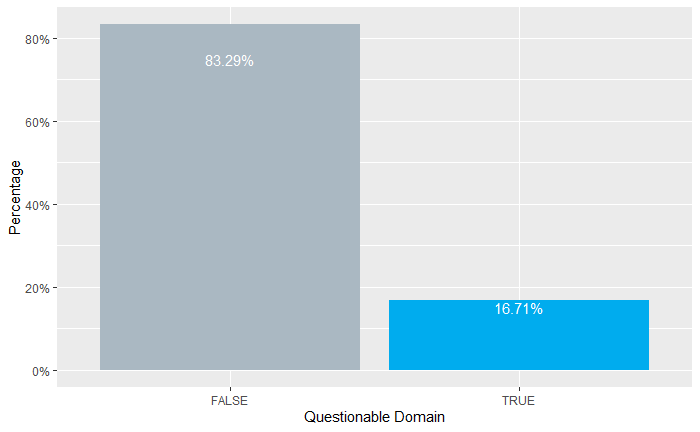 80%
60%
40%
20%
0%
Percentage
83.29%
16.71%
FALSE
TRUE
Questionable Domain